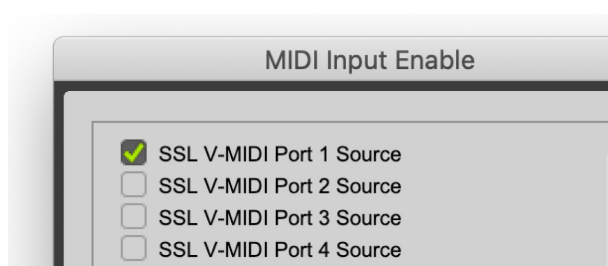 MIDI Input Enable
SSL V-MIDI Port 1 Source
SSL V-MIDI Port 2 Source
SSL V-MIDI Port 3 Source
SSL V-MIDI Port 4 Source